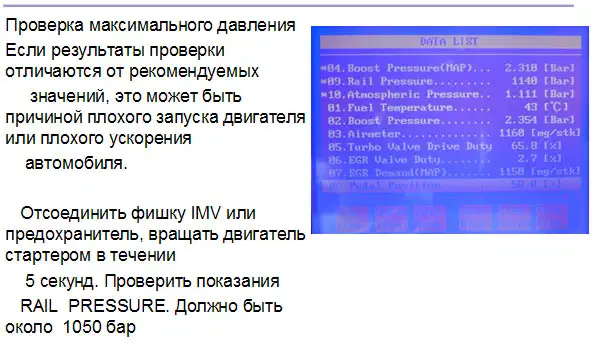 Проверка максимального давления
Если результаты проверки
отличаются от рекомендуемых
значений, это может быть
причиной плохого запуска двигателя
или плохого ускорения
автомобиля.
Отсоединить фишку IMV или
предохранитель, вращать двигатель
стартером в течении
5 секунд. Проверить показания
RAIL PRESSURE. Должно быть
около 1050 бар
DATA LIST
*04. Boost Pressure(MAP)... 2.310 [Bar]
*09. Rail Pressure......... 1140 [Bar]
*10. Atmospheric Pressure.. 1.111 [Bar]
01. Fuel Temperature...... 43 [℃]
02. Boost Pressure........ 2.354 [Bar]
03. Airmeter.............. 1160 [mg/stk]
05. Turbo Valve Drive Duty 65.8 [%]
06. EGR Valve Duty........ 2.7 [%]
07. EGR Demand(MAP)....... 1150 [mg/stk]